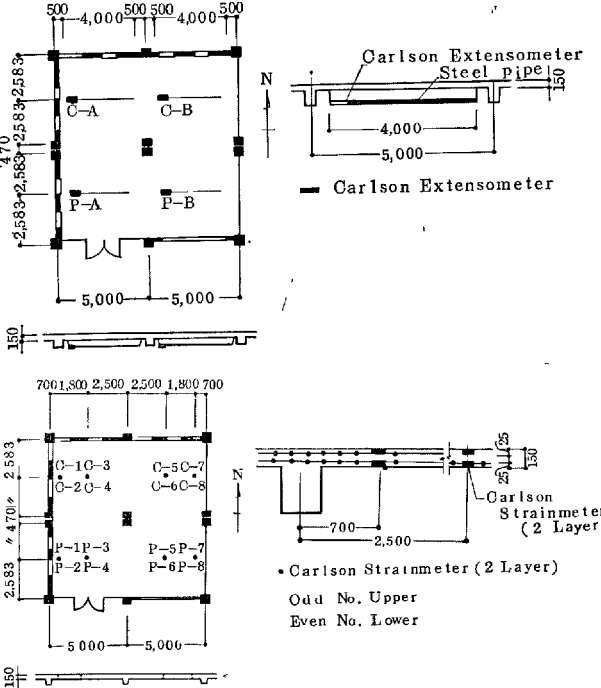 500 500 500 500
4,000 4,000
2,583
2,583
470
2,583
2,583
C-A C-B
P-A P-B
N
5,000 5,000
150
Carlson Extensometer
Steel pipe
150
4,000
5,000
Carlson Extensometer
700 1,800 2,500 2,500 1,800 700
2583
〃
470
〃
2.583
C-1 C-3 C-5 C-7
C-2 C-4 C-6 C-8
P-1 P-3 P-5 P-7
P-2 P-4 P-6 P-8
N
5 000 5,000
150
25
150
25
700
2,500
Carlson
Strainmeter
(2 Layer
• Carlson Strainmeter (2 Layer)
Odd No. Upper
Even No. Lower